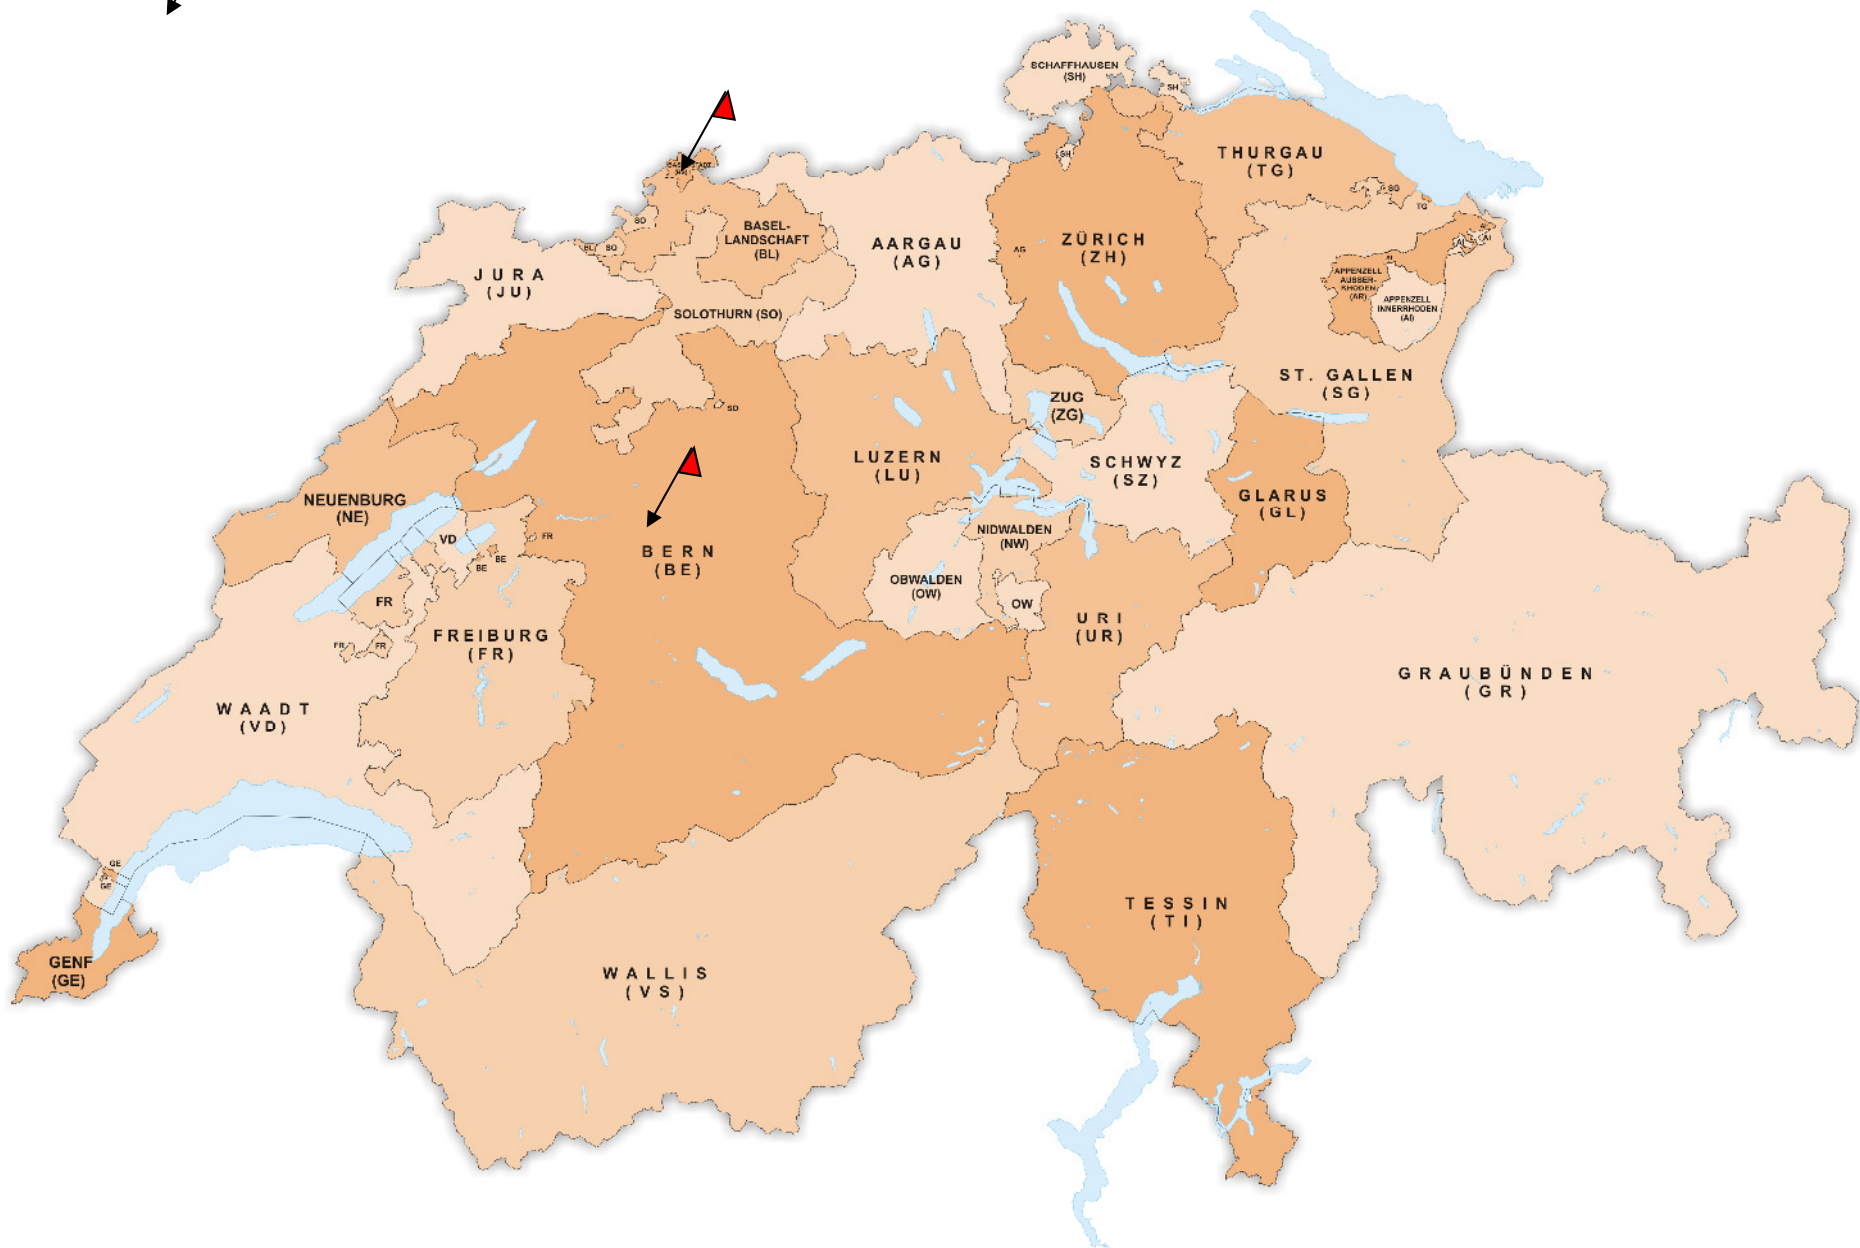 SCHAFFHAUSEN
(SH)
SH
SH
THURGAU
(TG)
SG
TG
BASEL-
LANDSCHAFT
(BL)
SO
BL
SO
JURA
(JU)
SOLOTHURN (SO)
AARGAU
(AG)
AG
ZÜRICH
(ZH)
AI
AI
APPENZELL
AUSSER-
RHODEN
(AR)
APPENZELL
INNERRHODEN
(AI)
ST. GALLEN
(SG)
SO
ZUG
(ZG)
LUZERN
(LU)
SCHWYZ
(SZ)
GLARUS
(GL)
NEUENBURG
(NE)
VD
BE
BE
FR
BERN
(BE)
NIDWALDEN
(NW)
OBWALDEN
(OW)
OW
URI
(UR)
FR
FR
FR
FREIBURG
(FR)
GRAUBÜNDEN
(GR)
WAADT
(VD)
GE
GE
GENF
(GE)
WALLIS
(VS)
TESSIN
(TI)